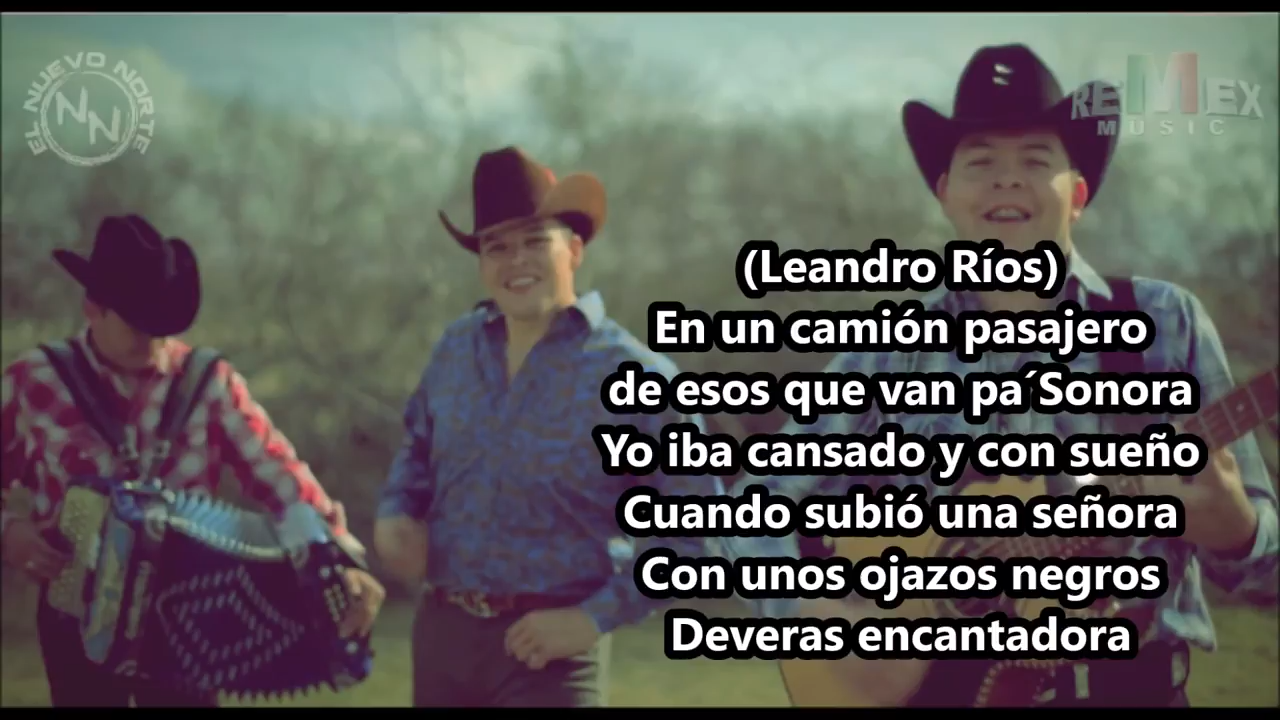 EL NUEVO NORTE
NN
REMEX
MUSIC
(Leandro Ríos)
En un camión pasajero
de esos que van pa´Sonora
Yo iba cansado y con sueño
Cuando subió una señora
Con unos ojazos negros
Deveras encantadora